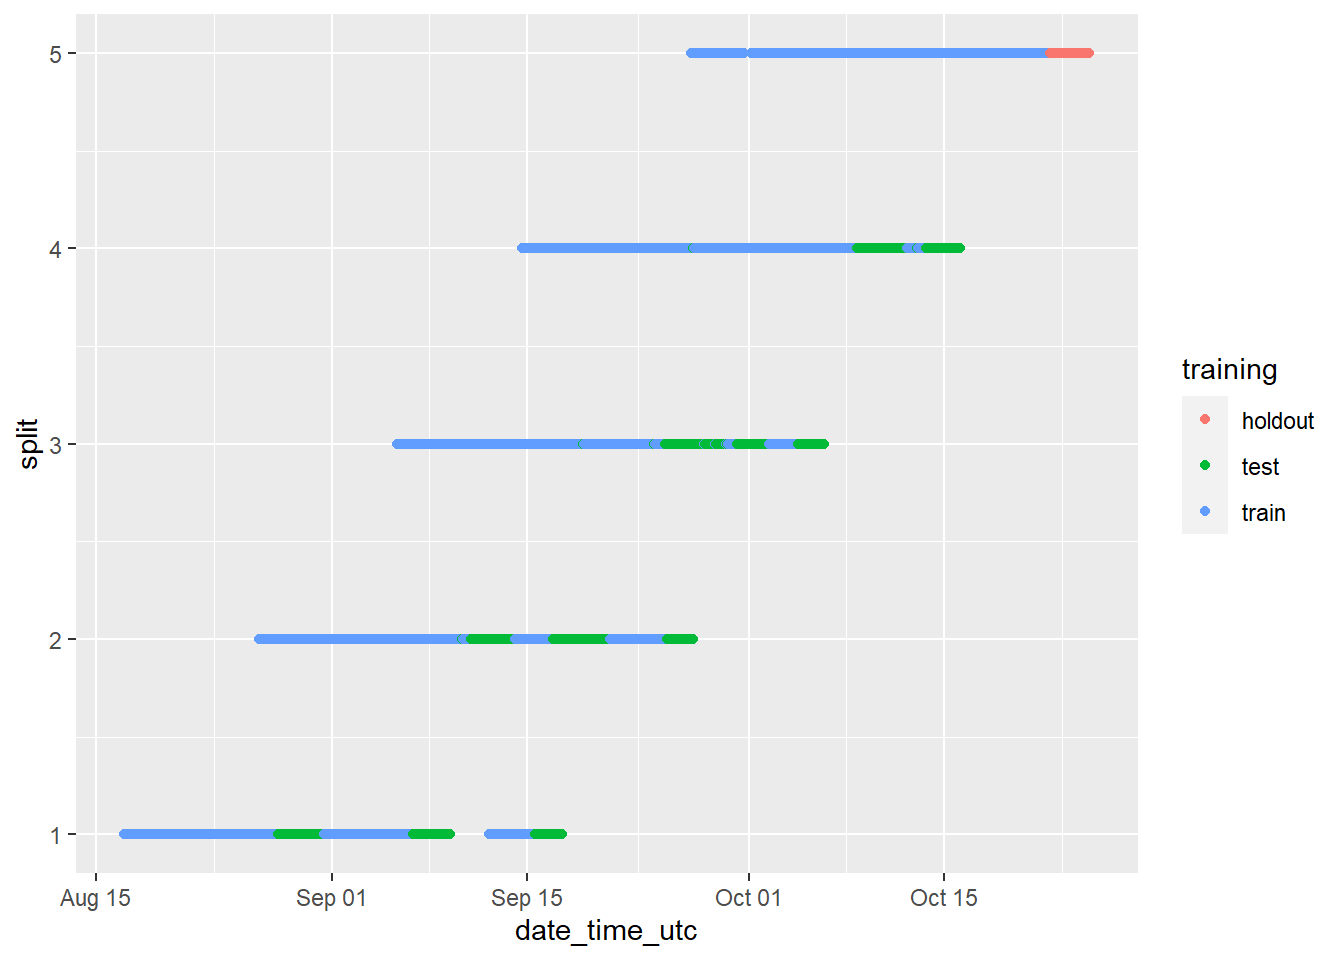 5
4
3
2
1
split
Aug 15
Sep 01
Sep 15
Oct 01
Oct 15
date_time_utc
training
holdout
test
train